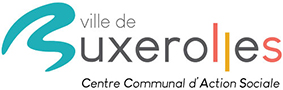 ville de
Buxerolles
Centre Communal d'Action Sociale